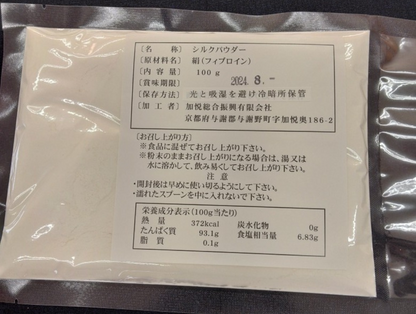 〔名　　称〕 シルクパウダー
〔原材料名〕 絹(フィブロイン)
〔内 容 量〕 100g
〔賞味期限〕 2024. 8. -
〔保存方法〕 光と吸湿を避け冷暗所保管
〔加 工 者〕 加悦総合振興有限会社
京都府与謝郡与謝野町字加悦奥186-2
(お召し上がり方)
※食品に混ぜてお召し上がり下さい。
※粉末のままお召し上がりになる場合は、湯又は
水に溶かして、飲み易くしてお召し上がり下さい。
注　意
・開封後は早めに使い切るようにして下さい。
・濡れたスプーンを中に入れないで下さい。
栄養成分表示(100g当たり)
熱　量 372kcal 炭水化物 0g
たんぱく質 93.1g 食塩相当量 6.83g
脂　質 0.1g